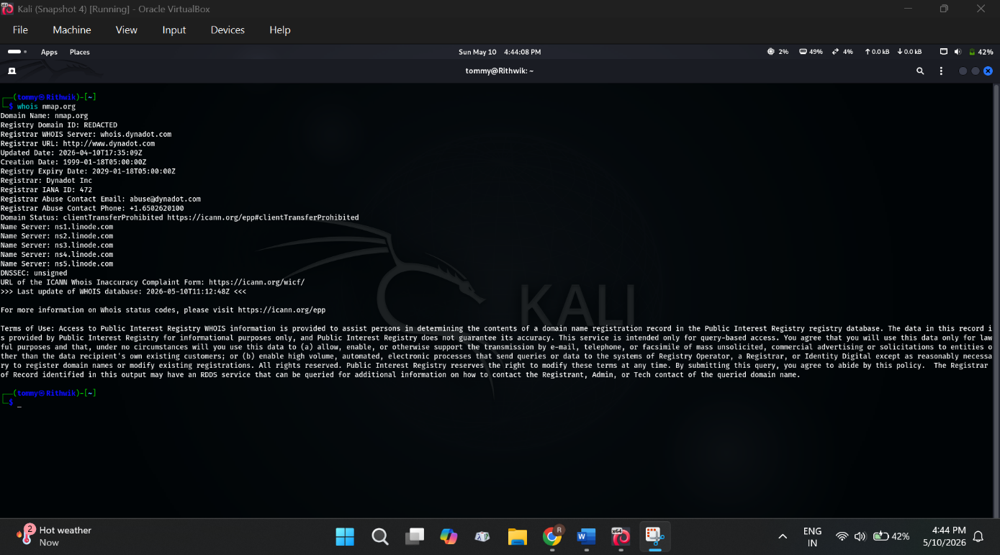 Kali (Snapshot 4) [Running] - Oracle VirtualBox
File Machine View Input Devices Help
Apps Places Sun May 10 4:44:08 PM 2% 49% 4% ↑ 0.0 kB ↓ 0.0 kB 42%
tommy@Rithwik: ~
┌──(tommy㉿Rithwik)-[~]
└─$ whois nmap.org
Domain Name: nmap.org
Registry Domain ID: REDACTED
Registrar WHOIS Server: whois.dynadot.com
Registrar URL: http://www.dynadot.com
Updated Date: 2026-04-10T17:35:09Z
Creation Date: 1999-01-18T05:00:00Z
Registry Expiry Date: 2029-01-18T05:00:00Z
Registrar: Dynadot Inc
Registrar IANA ID: 472
Registrar Abuse Contact Email: abuse@dynadot.com
Registrar Abuse Contact Phone: +1.6502620100
Domain Status: clientTransferProhibited https://icann.org/epp#clientTransferProhibited
Name Server: ns1.linode.com
Name Server: ns2.linode.com
Name Server: ns3.linode.com
Name Server: ns4.linode.com
Name Server: ns5.linode.com
DNSSEC: unsigned
URL of the ICANN Whois Inaccuracy Complaint Form: https://icann.org/wicf/
>>> Last update of WHOIS database: 2026-05-10T11:12:48Z <<<
KALI
For more information on Whois status codes, please visit https://icann.org/epp
Terms of Use: Access to Public Interest Registry WHOIS information is provided to assist persons in determining the contents of a domain name registration record in the Public Interest Registry registry database. The data in this record i
s provided by Public Interest Registry for informational purposes only, and Public Interest Registry does not guarantee its accuracy. This service is intended only for query-based access. You agree that you will use this data only for law
ful purposes and that, under no circumstances will you use this data to (a) allow, enable, or otherwise support the transmission by e-mail, telephone, or facsimile of mass unsolicited, commercial advertising or solicitations to entities o
ther than the data recipient's own existing customers; or (b) enable high volume, automated, electronic processes that send queries or data to the systems of Registry Operator, a Registrar, or Identity Digital except as reasonably necessa
ry to register domain names or modify existing registrations. All rights reserved. Public Interest Registry reserves the right to modify these terms at any time. By submitting this query, you agree to abide by this policy.  The Registrar
of Record identified in this output may have an RDDS service that can be queried for additional information on how to contact the Registrant, Admin, or Tech contact of the queried domain name.
┌──(tommy㉿Rithwik)-[~]
└─$ _
2 Hot weather
Now
R
W
x64
ENG
IN
42%
4:44 PM
5/10/2026